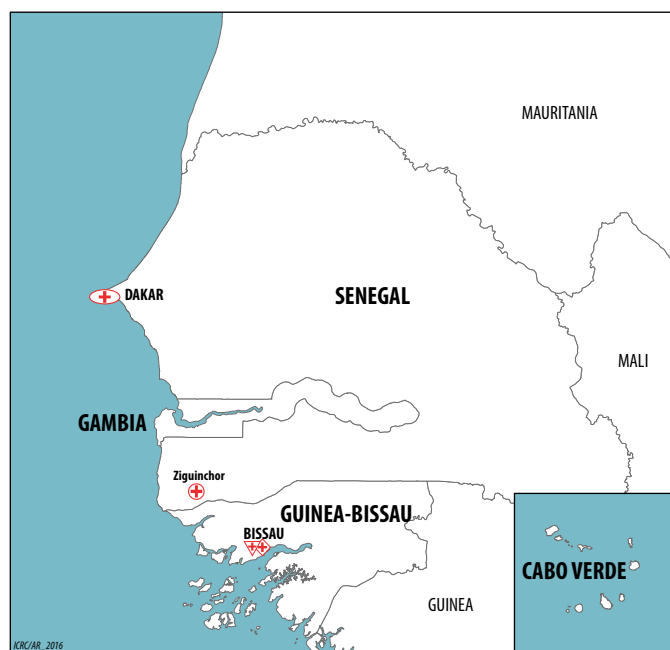 MAURITANIA
DAKAR
SENEGAL
MALI
GAMBIA
Ziguinchor
GUINEA-BISSAU
BISSAU
CABO VERDE
GUINEA
ICRC/AR_2016